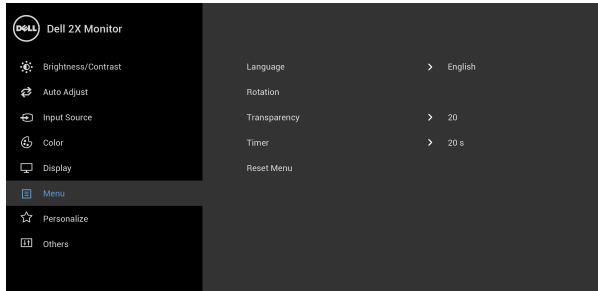 DELL
Dell 2X Monitor
Brightness/Contrast
Auto Adjust
Input Source
Color
Display
Menu
Personalize
Others
Language > English
Rotation
Transparency > 20
Timer > 20 s
Reset Menu